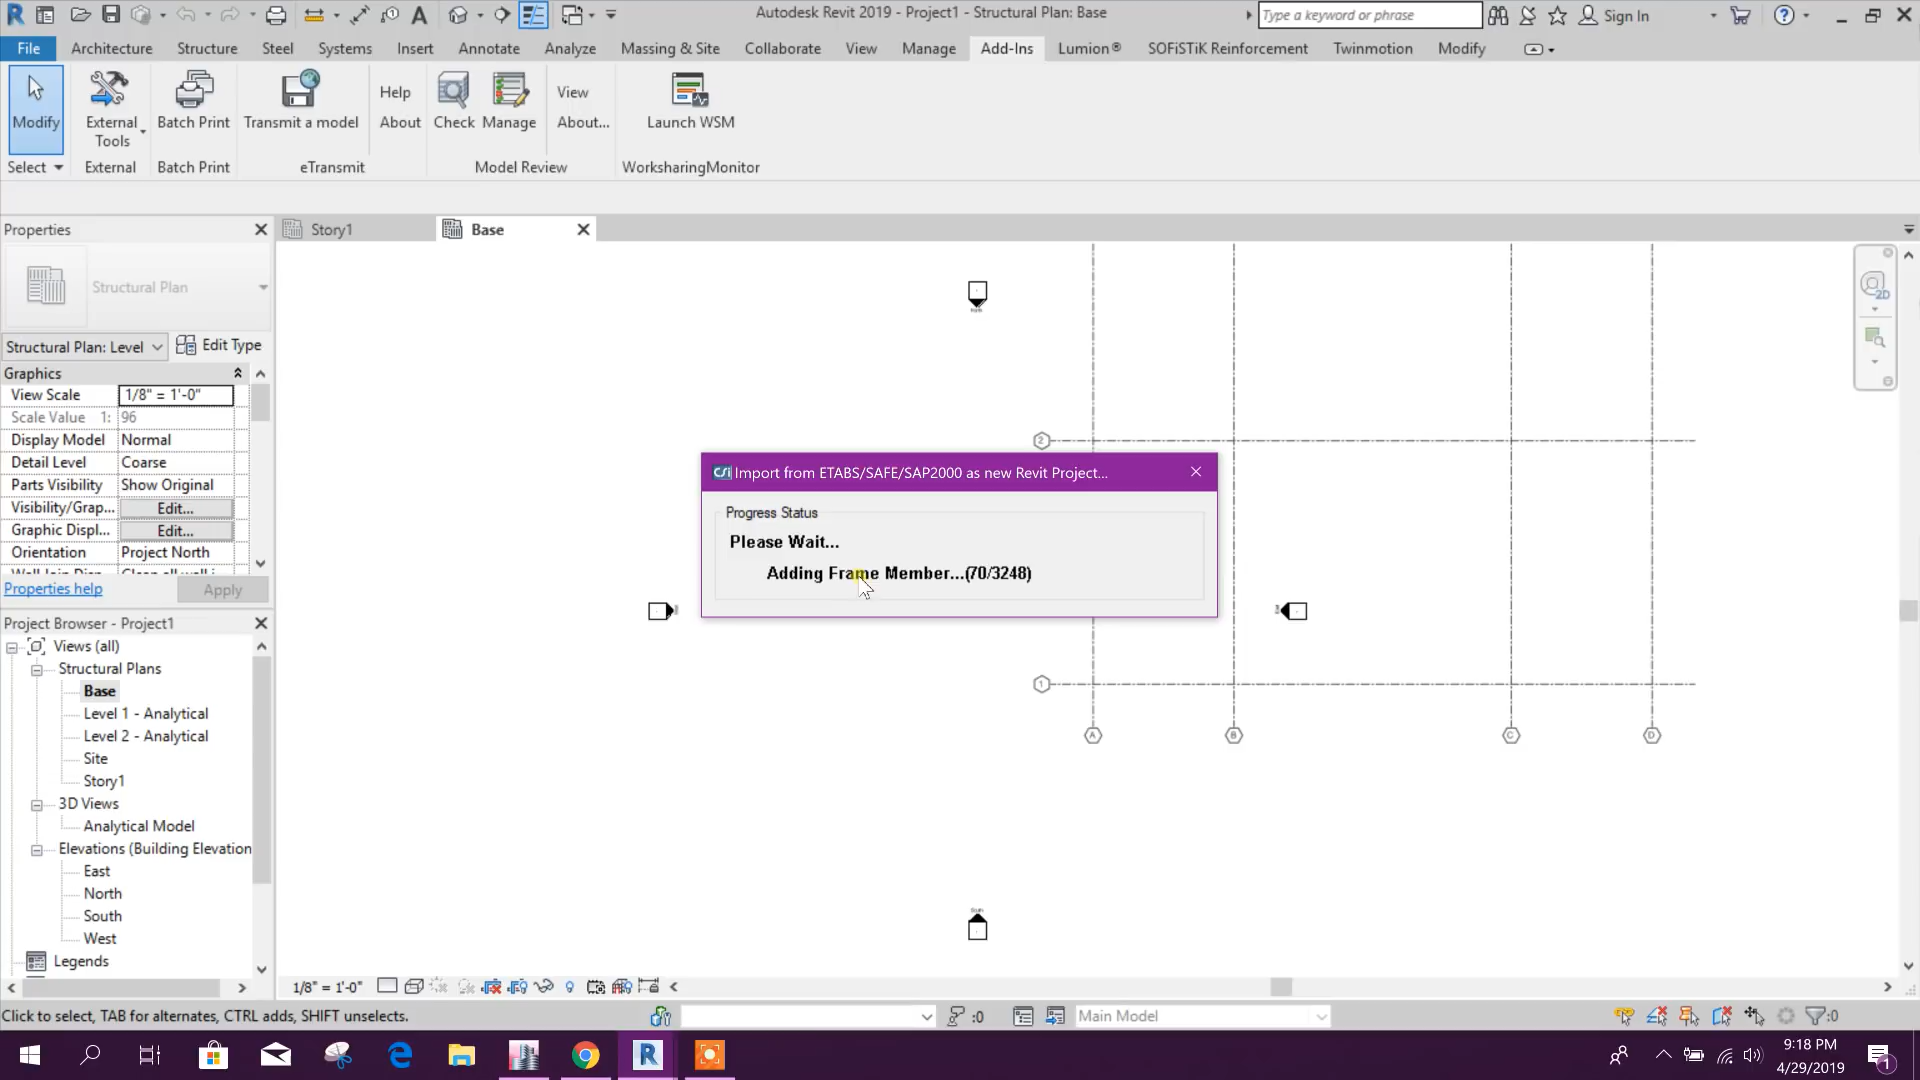 Autodesk Revit 2019 - Project1 - Structural Plan: Base
Type a keyword or phrase
Sign In
File
Architecture
Structure
Steel
Systems
Insert
Annotate
Analyze
Massing & Site
Collaborate
View
Manage
Add-Ins
Lumion®
SOFiSTiK Reinforcement
Twinmotion
Modify
Modify
External
Tools
Batch Print
Transmit a model
Help
About
Check
Manage
View
About...
Launch WSM
Select
External
Batch Print
eTransmit
Model Review
WorksharingMonitor
Properties
Story1
Base
Structural Plan
Structural Plan: Level
Edit Type
Graphics
View Scale
1/8" = 1'-0"
Scale Value 1:
96
Display Model
Normal
Detail Level
Coarse
Parts Visibility
Show Original
Visibility/Grap...
Edit...
Graphic Displ...
Edit...
Orientation
Project North
Properties help
Apply
Project Browser - Project1
Views (all)
Structural Plans
Base
Level 1 - Analytical
Level 2 - Analytical
Site
Story1
3D Views
Analytical Model
Elevations (Building Elevation
East
North
South
West
Legends
2D
2
1
A
B
C
D
CSi Import from ETABS/SAFE/SAP2000 as new Revit Project...
Progress Status
Please Wait...
Adding Frame Member...(70/3248)
1/8" = 1'-0"
Click to select, TAB for alternates, CTRL adds, SHIFT unselects.
:0
Main Model
:0
9:18 PM
4/29/2019
1